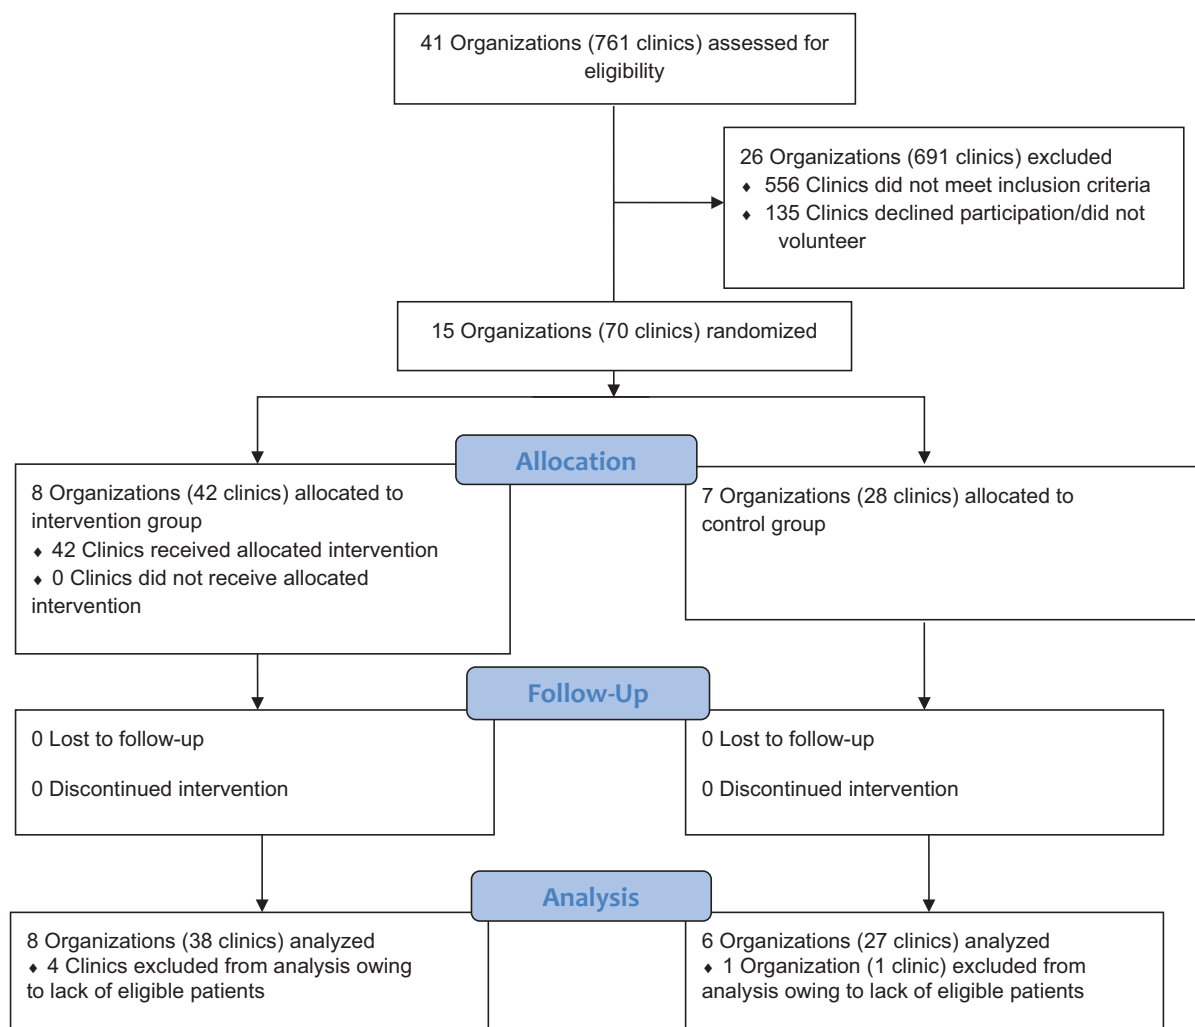 41 Organizations (761 clinics) assessed for
eligibility
26 Organizations (691 clinics) excluded
♦ 556 Clinics did not meet inclusion criteria
♦ 135 Clinics declined participation/did not
volunteer
15 Organizations (70 clinics) randomized
Allocation
8 Organizations (42 clinics) allocated to
intervention group
♦ 42 Clinics received allocated intervention
♦ 0 Clinics did not receive allocated
intervention
7 Organizations (28 clinics) allocated to
control group
Follow-Up
0 Lost to follow-up
0 Discontinued intervention
0 Lost to follow-up
0 Discontinued intervention
Analysis
8 Organizations (38 clinics) analyzed
♦ 4 Clinics excluded from analysis owing
to lack of eligible patients
6 Organizations (27 clinics) analyzed
♦ 1 Organization (1 clinic) excluded from
analysis owing to lack of eligible patients